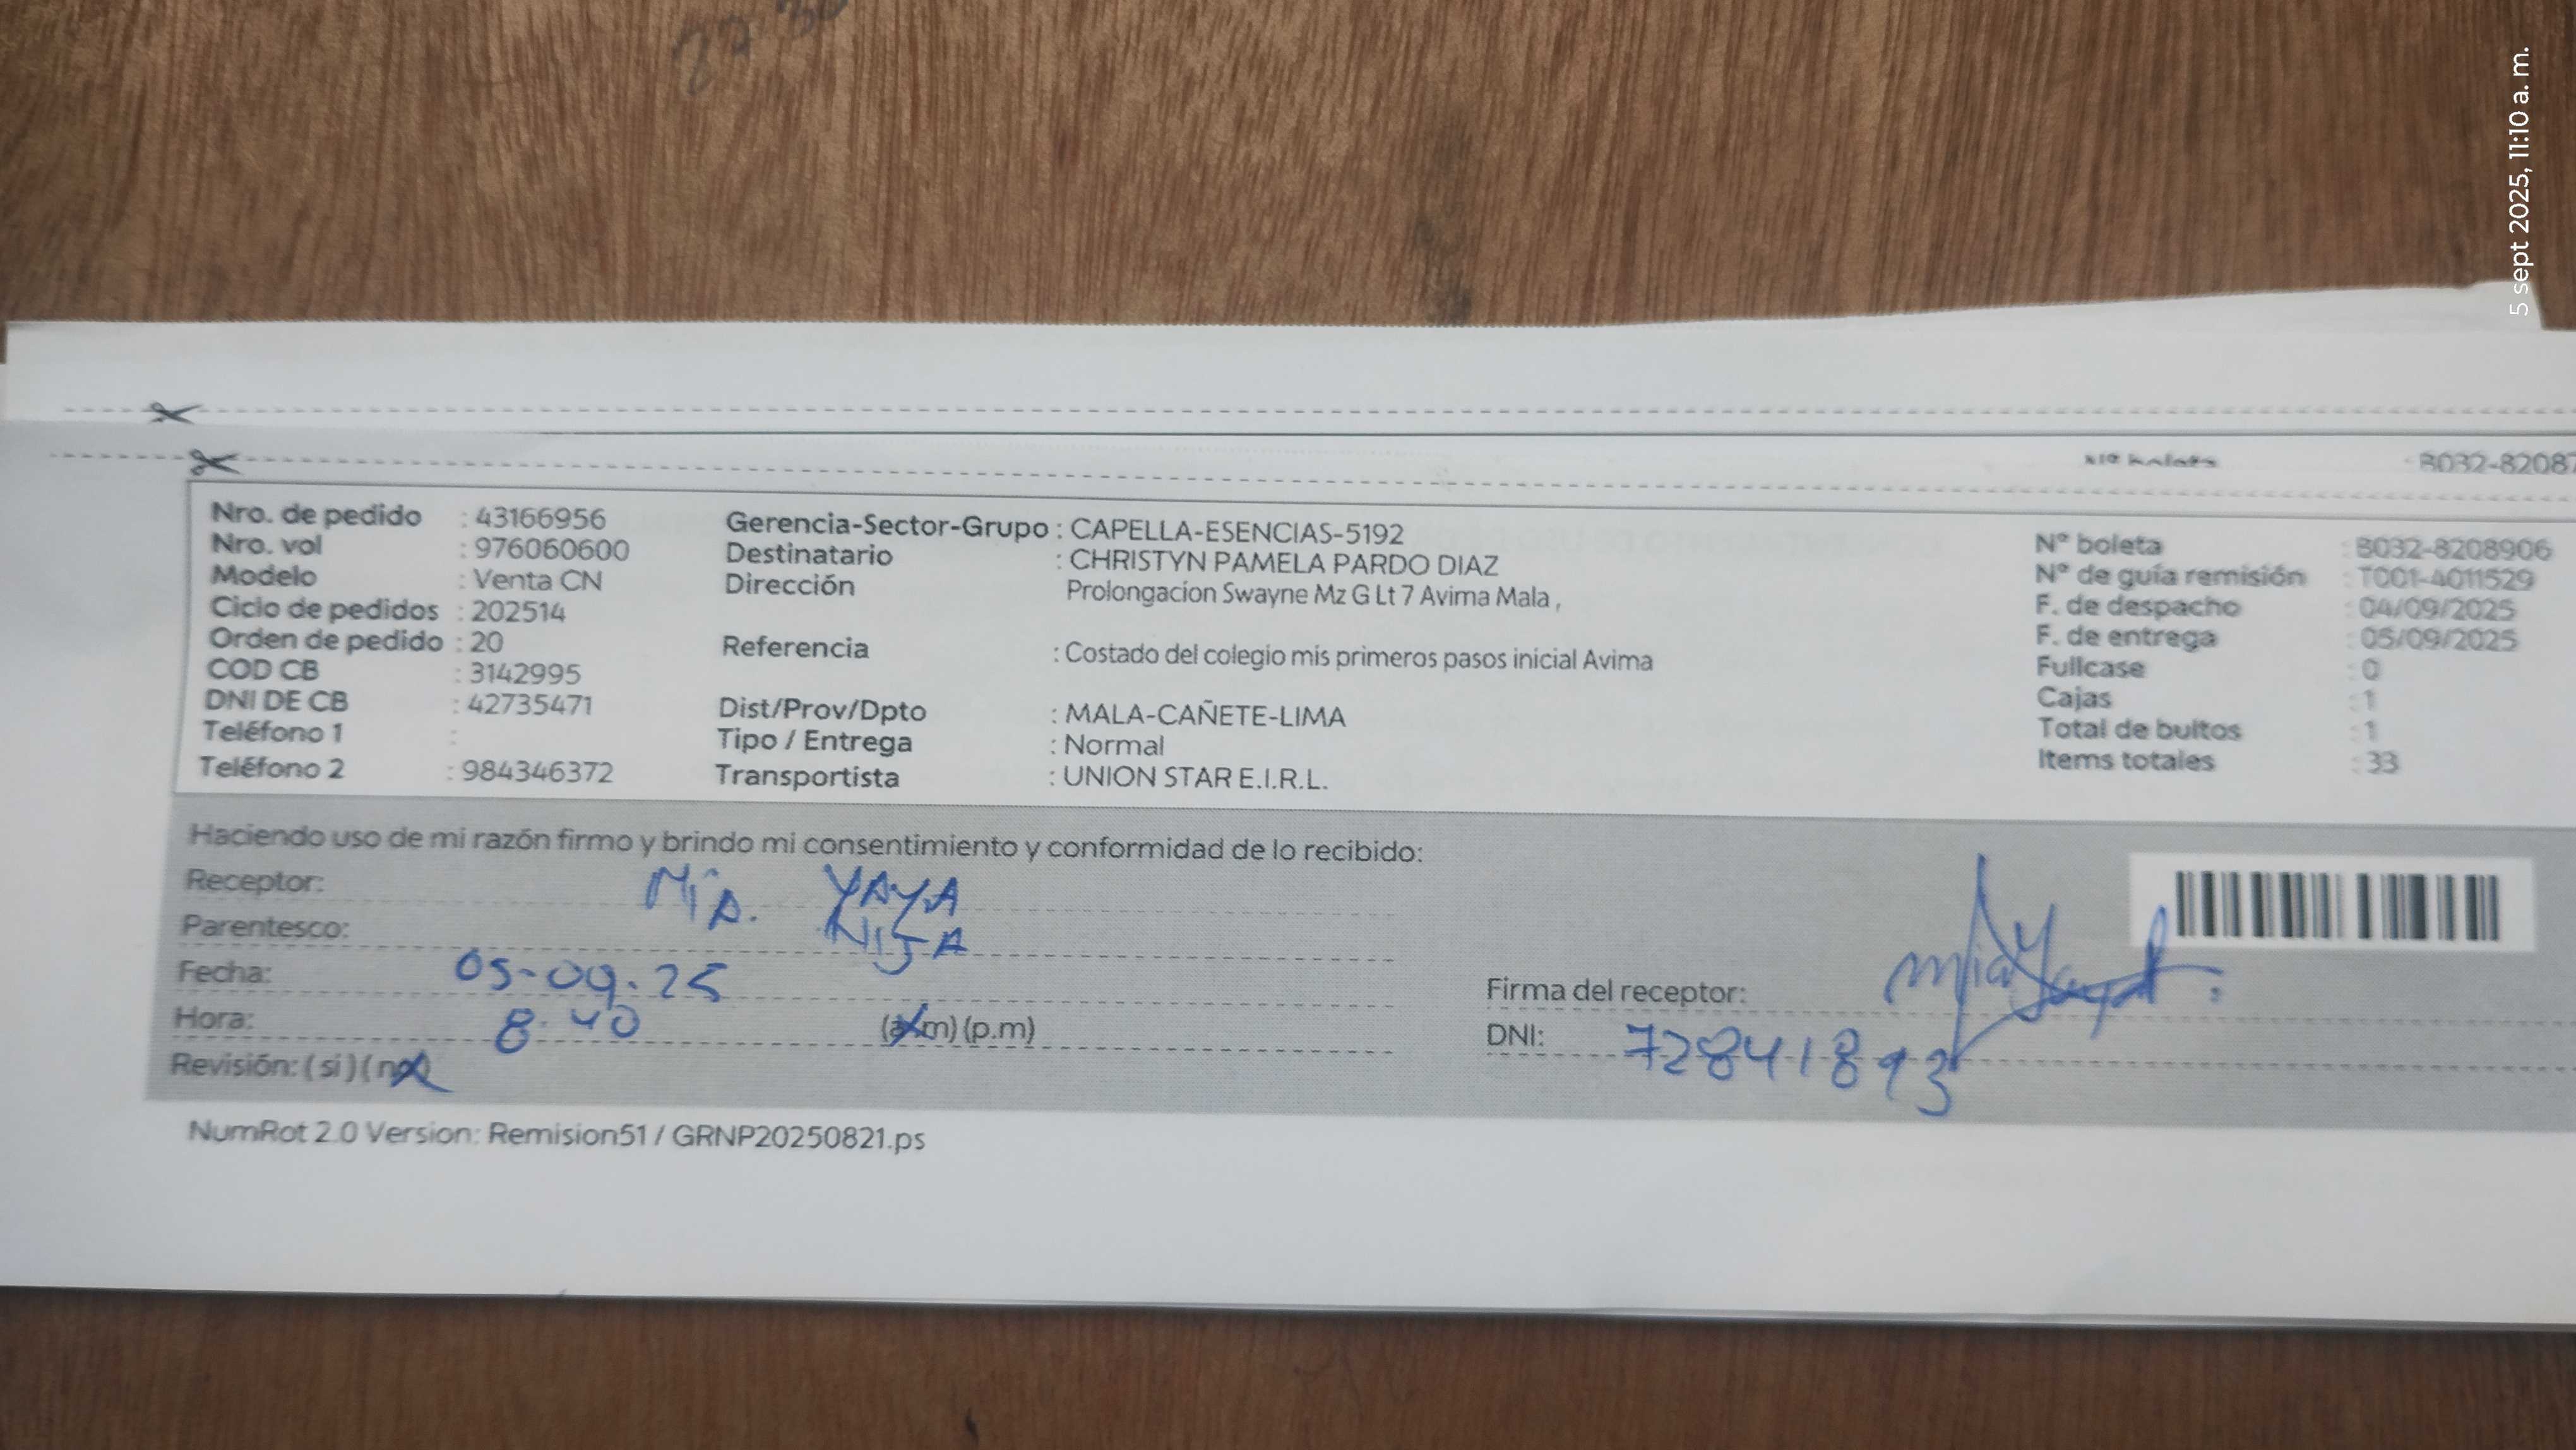 27 30
5 sept 2025, 11:10 a. m.
B032-82087
Nro. de pedido : 43166956
Nro. vol : 976060600
Modelo : Venta CN
Ciclo de pedidos : 202514
Orden de pedido : 20
COD CB : 3142995
DNI DE CB : 42735471
Teléfono 1 :
Teléfono 2 : 984346372
Gerencia-Sector-Grupo : CAPELLA-ESENCIAS-5192
Destinatario : CHRISTYN PAMELA PARDO DIAZ
Dirección Prolongacion Swayne Mz G Lt 7 Avima Mala ,
Referencia : Costado del colegio mis primeros pasos inicial Avima
Dist/Prov/Dpto : MALA-CAÑETE-LIMA
Tipo / Entrega : Normal
Transportista : UNION STAR E.I.R.L.
N° boleta : B032-8208906
N° de guía remisión : T001-4011529
F. de despacho : 04/09/2025
F. de entrega : 05/09/2025
Fullcase : 0
Cajas : 1
Total de bultos : 1
Items totales : 33
Haciendo uso de mi razón firmo y brindo mi consentimiento y conformidad de lo recibido:
Receptor: Mia. YAYA
Parentesco: HIJA
Fecha: 05-09.25
Hora: 8:40 (a.m) (p.m)
Revisión: ( si ) ( no )
Firma del receptor: mia Yaya
DNI: 72841893
NumRot 2.0 Version: Remision51 / GRNP20250821.ps